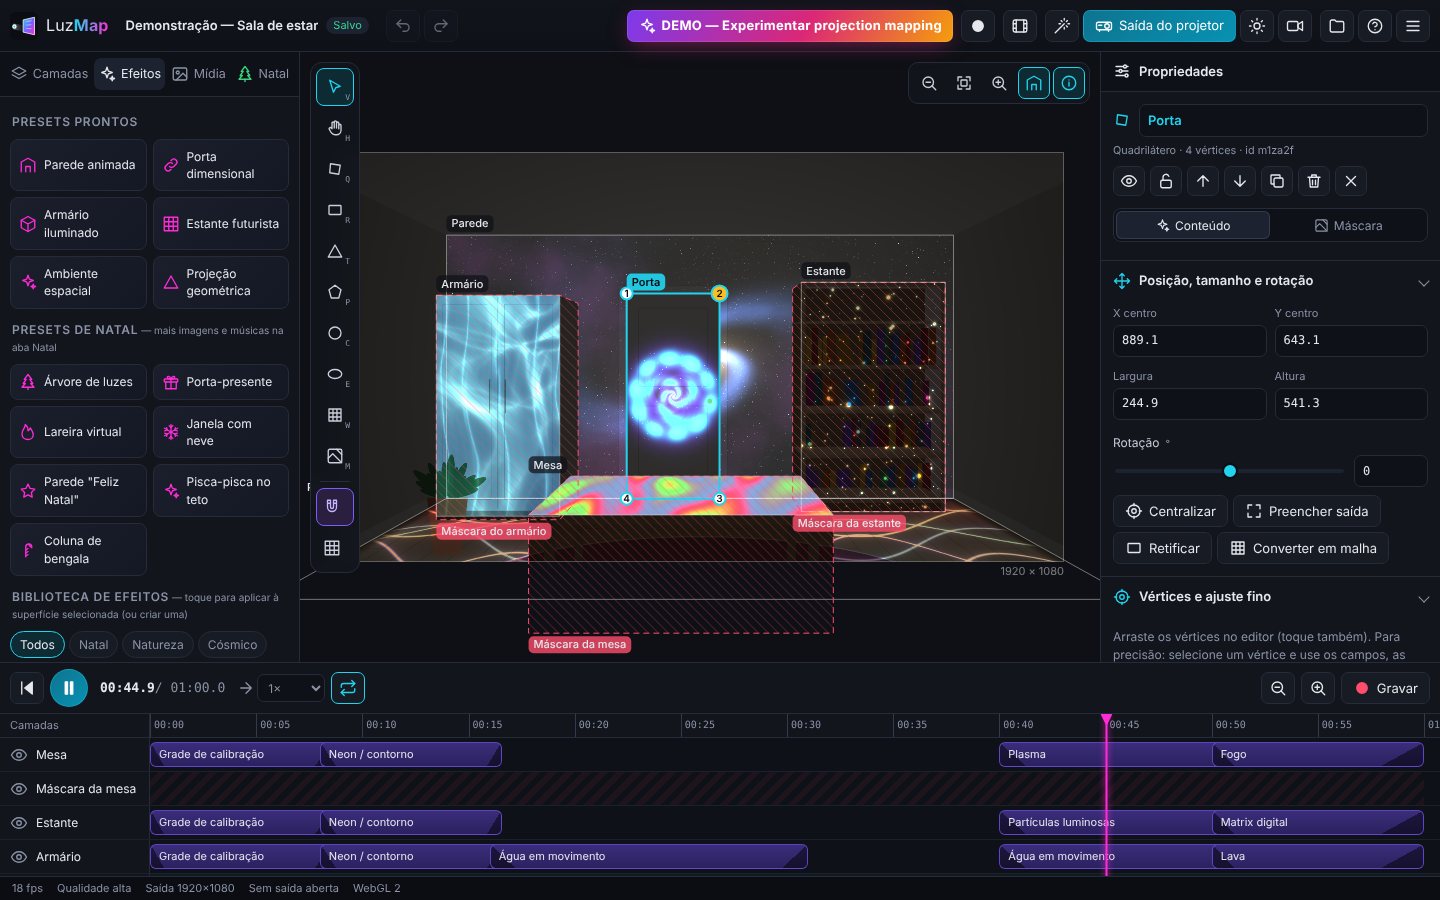 LuzMap
Demonstração — Sala de estar
Salvo
DEMO — Experimentar projection mapping
Saída do projetor
Camadas
Efeitos
Mídia
Natal
PRESETS PRONTOS
Parede animada
Porta
dimensional
Armário
iluminado
Estante futurista
Ambiente
espacial
Projeção
geométrica
PRESETS DE NATAL — mais imagens e músicas na
aba Natal
Árvore de luzes
Porta-presente
Lareira virtual
Janela com
neve
Parede "Feliz
Natal"
Pisca-pisca no
teto
Coluna de
bengala
BIBLIOTECA DE EFEITOS — toque para aplicar à
superfície selecionada (ou criar uma)
Todos
Natal
Natureza
Cósmico
V
H
Q
R
T
P
C
E
W
M
Parede
Armário
Porta
Estante
1
2
Mesa
4
3
Máscara do armário
Máscara da estante
1920 × 1080
Máscara da mesa
Propriedades
Porta
Quadrilátero · 4 vértices · id m1za2f
Conteúdo
Máscara
Posição, tamanho e rotação
X centro
Y centro
889.1
643.1
Largura
Altura
244.9
541.3
Rotação °
0
Centralizar
Preencher saída
Retificar
Converter em malha
Vértices e ajuste fino
Arraste os vértices no editor (toque também). Para
precisão: selecione um vértice e use os campos, as
00:44.9/ 01:00.0
1×
Gravar
Camadas
00:00
00:05
00:10
00:15
00:20
00:25
00:30
00:35
00:40
00:45
00:50
00:55
01
Mesa
Grade de calibração
Neon / contorno
Plasma
Fogo
Máscara da mesa
Estante
Grade de calibração
Neon / contorno
Partículas luminosas
Matrix digital
Armário
Grade de calibração
Neon / contorno
Água em movimento
Água em movimento
Lava
18 fps
Qualidade alta
Saída 1920×1080
Sem saída aberta
WebGL 2